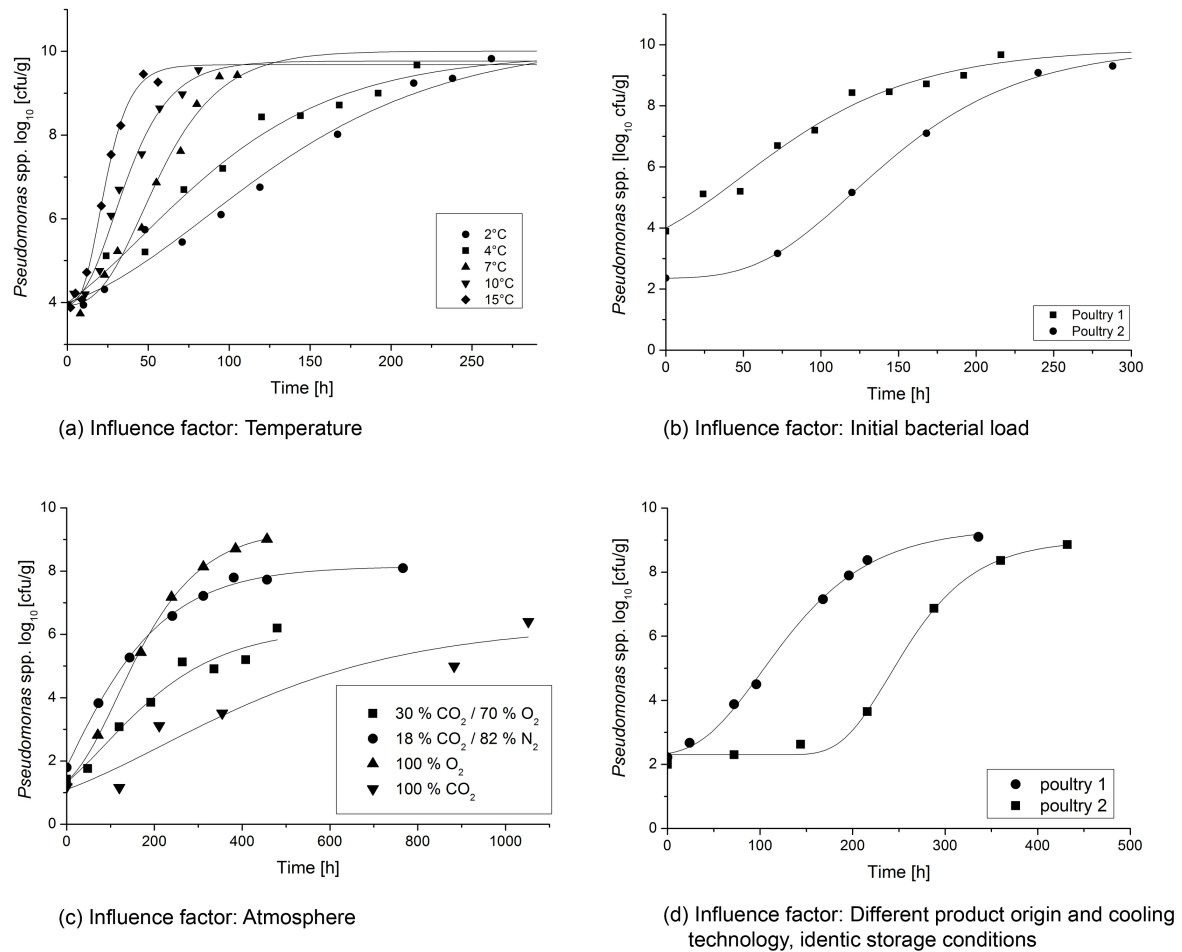 10
8
6
4
0
50
100
150
200
250
Pseudomonas spp. log10 [cfu/g]
Time [h]
2°C
4°C
7°C
10°C
15°C
(a) Influence factor: Temperature
10
8
6
4
2
0
0
50
100
150
200
250
300
Pseudomonas spp. [log10 cfu/g]
Time [h]
Poultry 1
Poultry 2
(b) Influence factor: Initial bacterial load
10
8
6
4
2
0
0
200
400
600
800
1000
Pseudomonas spp. log10 [cfu/g]
Time [h]
30 % CO2 / 70 % O2
18 % CO2 / 82 % N2
100 % O2
100 % CO2
(c) Influence factor: Atmosphere
10
8
6
4
2
0
0
100
200
300
400
500
Pseudomonas spp. log10 [cfu/g]
Time [h]
poultry 1
poultry 2
(d) Influence factor: Different product origin and cooling
technology, identic storage conditions